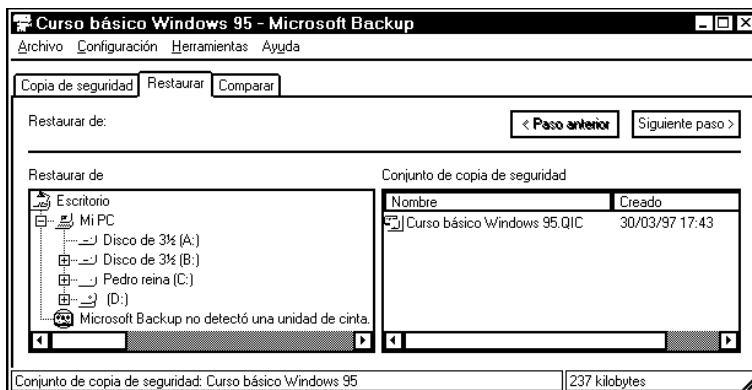 Curso básico Windows 95 - Microsoft Backup
Archivo Configuración Herramientas Ayuda
Copia de seguridad Restaurar Comparar
Restaurar de: < Paso anterior Siguiente paso >
Restaurar de
Escritorio
Mi PC
Disco de 3½ (A:)
Disco de 3½ (B:)
Pedro reina (C:)
(D:)
Microsoft Backup no detectó una unidad de cinta.
Conjunto de copia de seguridad
Nombre Creado
Curso básico Windows 95.QIC 30/03/97 17:43
Conjunto de copia de seguridad: Curso básico Windows 95 237 kilobytes